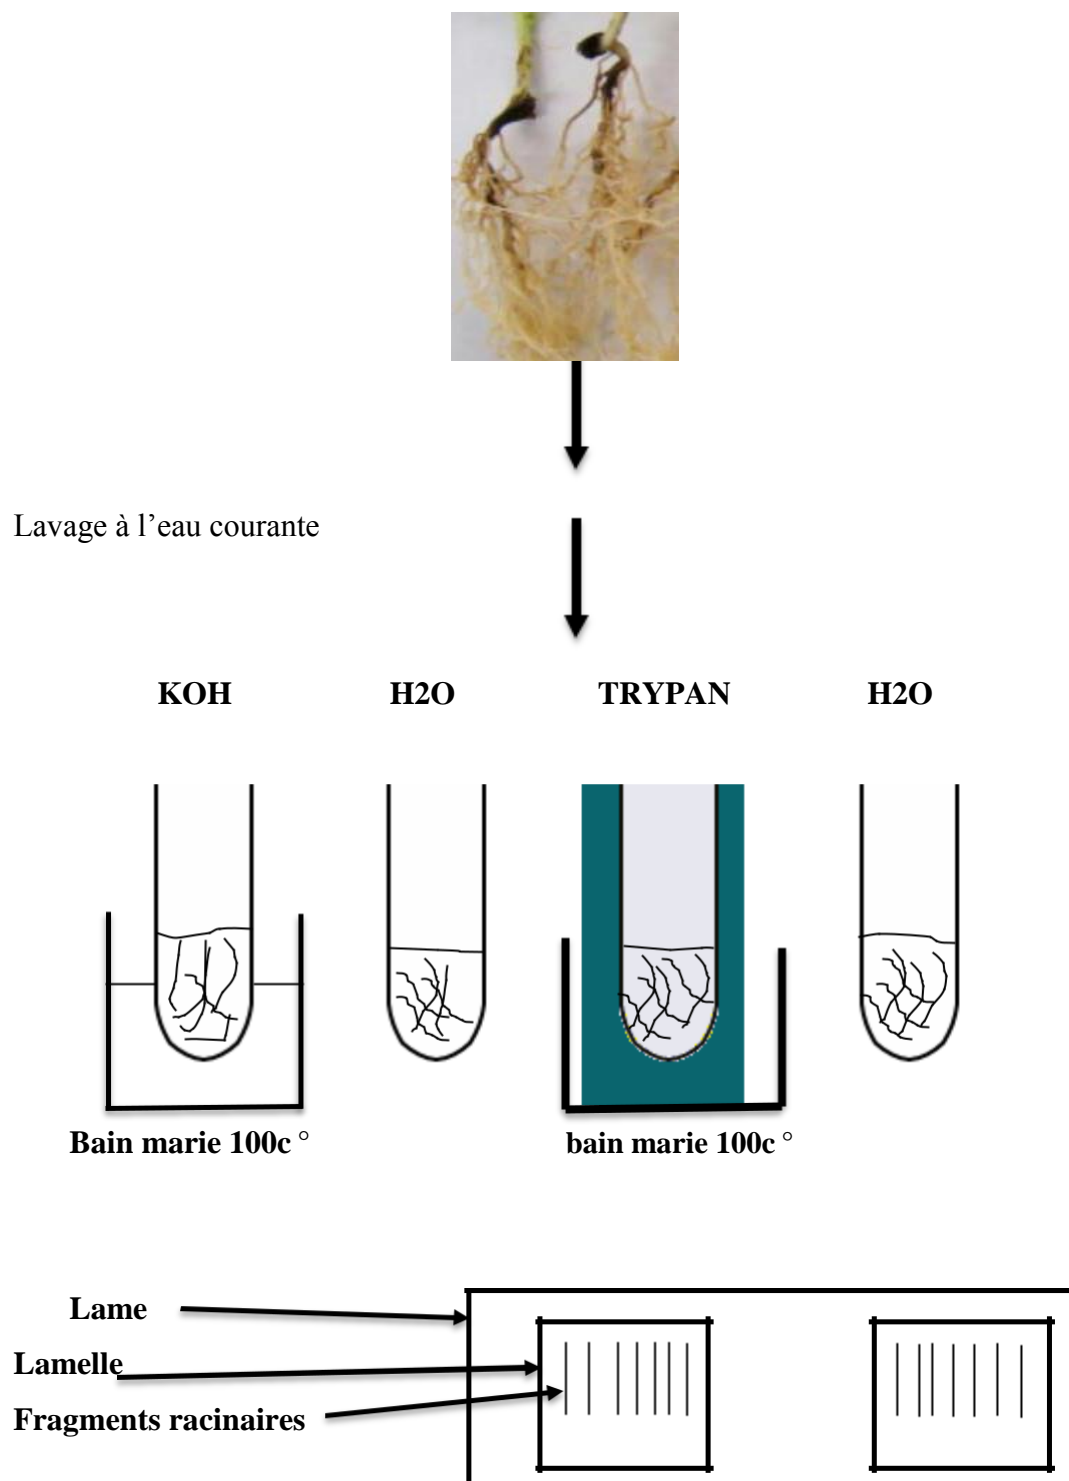 Lavage à l’eau courante
KOH H2O TRYPAN H2O
Bain marie 100c ° bain marie 100c °
Lame
Lamelle
Fragments racinaires